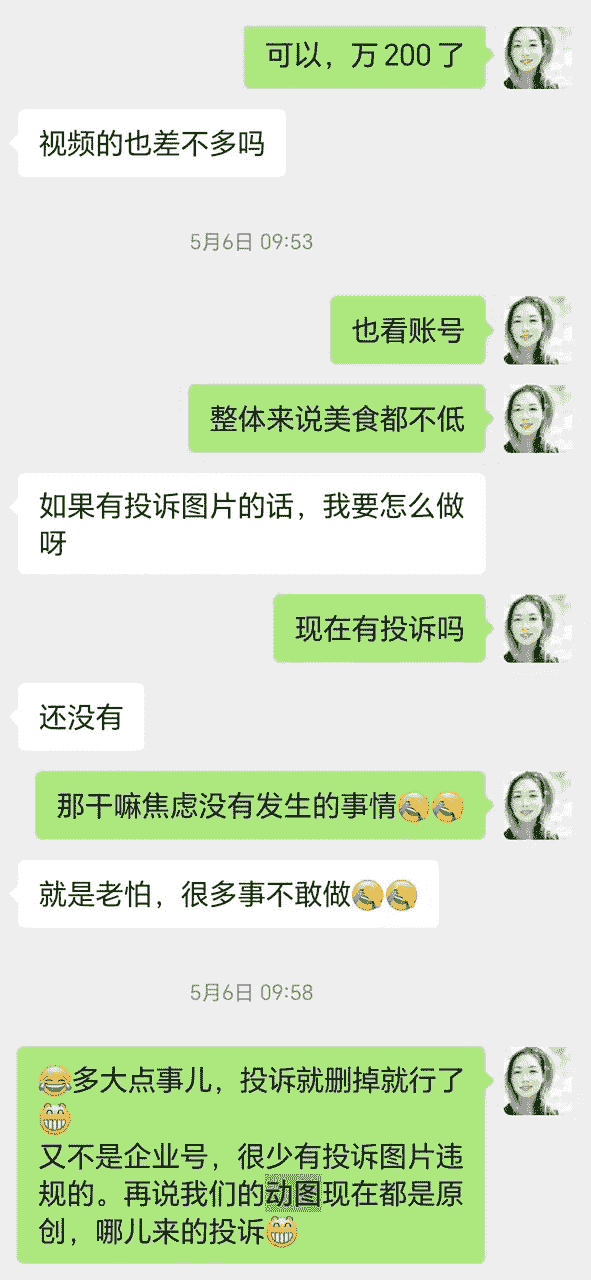 可以，万200了
视频的也差不多吗
5月6日 09:53
也看账号
整体来说美食都不低
如果有投诉图片的话，我要怎么做
呀
现在有投诉吗
还没有
那干嘛焦虑没有发生的事情
就是老怕，很多事不敢做
5月6日 09:58
多大点事儿，投诉就删掉就行了
又不是企业号，很少有投诉图片违
规的。再说我们的动图现在都是原
创，哪儿来的投诉